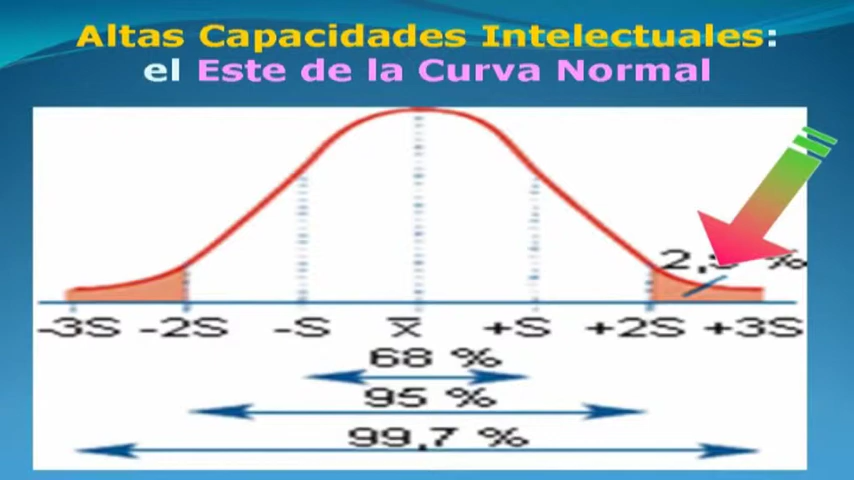 Altas Capacidades Intelectuales:
el Este de la Curva Normal
%
-3S -2S -S x̄ +S +2S +3S
68 %
95 %
99,7 %